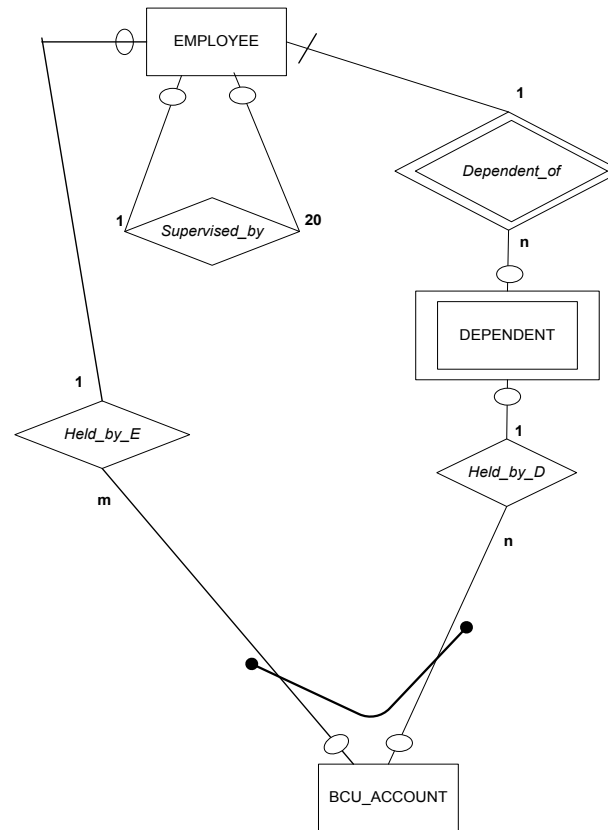 EMPLOYEE
1
Dependent_of
1
20
Supervised_by
n
DEPENDENT
1
Held_by_E
1
Held_by_D
m
n
BCU_ACCOUNT